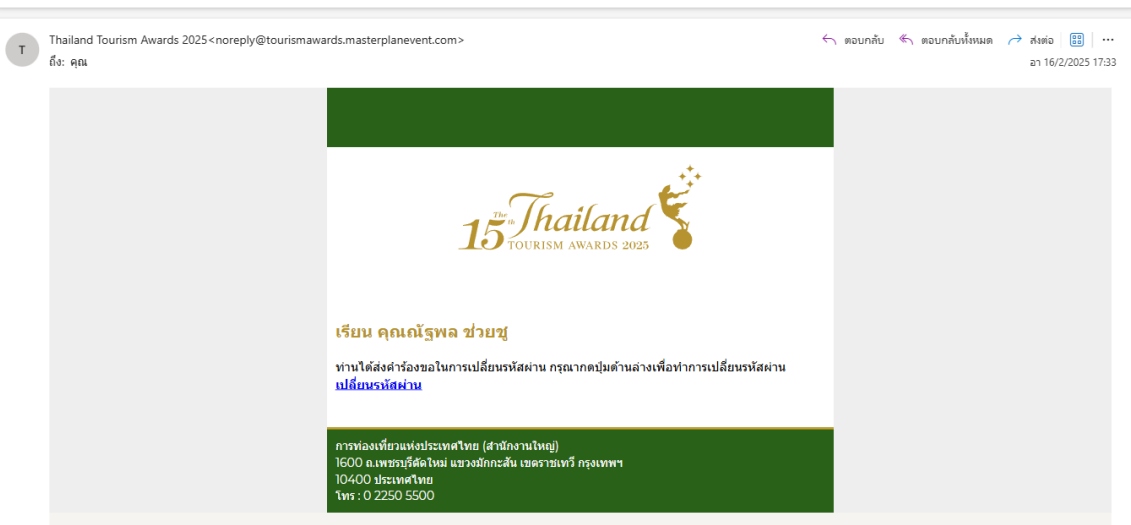 T
Thailand Tourism Awards 2025<noreply@tourismawards.masterplanevent.com>
ตอบกลับ ตอบกลับทั้งหมด ส่งต่อ
ถึง: คุณ
อา 16/2/2025 17:33
The 15th Thailand
TOURISM AWARDS 2025
เรียน คุณณัฐพล ช่วยชู
ท่านได้ส่งคำร้องขอในการเปลี่ยนรหัสผ่าน กรุณากดปุ่มด้านล่างเพื่อทำการเปลี่ยนรหัสผ่าน
เปลี่ยนรหัสผ่าน
การท่องเที่ยวแห่งประเทศไทย (สำนักงานใหญ่)
1600 ถ.เพชรบุรีตัดใหม่ แขวงมักกะสัน เขตราชเทวี กรุงเทพฯ
10400 ประเทศไทย
โทร : 0 2250 5500